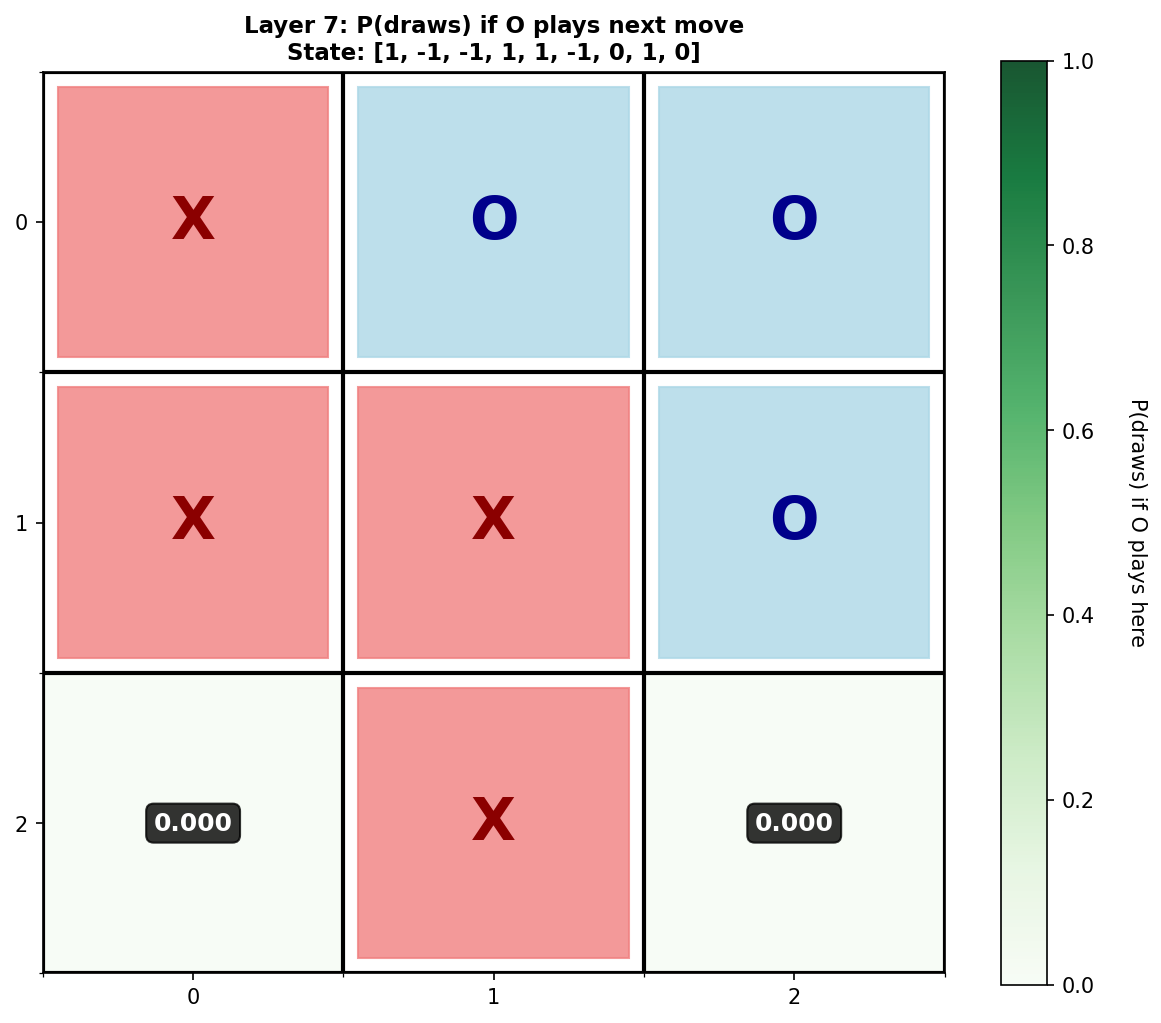 Layer 7: P(draws) if O plays next move
State: [1, -1, -1, 1, 1, -1, 0, 1, 0]
X O O
0
X X O
1
0.000 X 0.000
2
0 1 2
1.0
0.8
0.6
0.4
0.2
0.0
P(draws) if O plays here